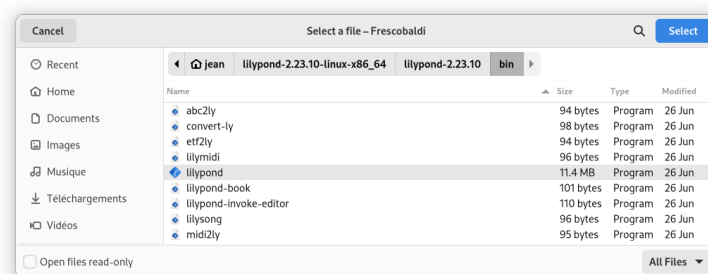 Cancel Select a file – Frescobaldi Select
Recent
Home
Documents
Images
Musique
Téléchargements
Vidéos
jean lilypond-2.23.10-linux-x86_64 lilypond-2.23.10 bin
Name Size Type Modified
abc2ly 94 bytes Program 26 Jun
convert-ly 98 bytes Program 26 Jun
etf2ly 94 bytes Program 26 Jun
lilymidi 96 bytes Program 26 Jun
lilypond 11.4 MB Program 26 Jun
lilypond-book 101 bytes Program 26 Jun
lilypond-invoke-editor 110 bytes Program 26 Jun
lilysong 96 bytes Program 26 Jun
midi2ly 95 bytes Program 26 Jun
Open files read-only All Files